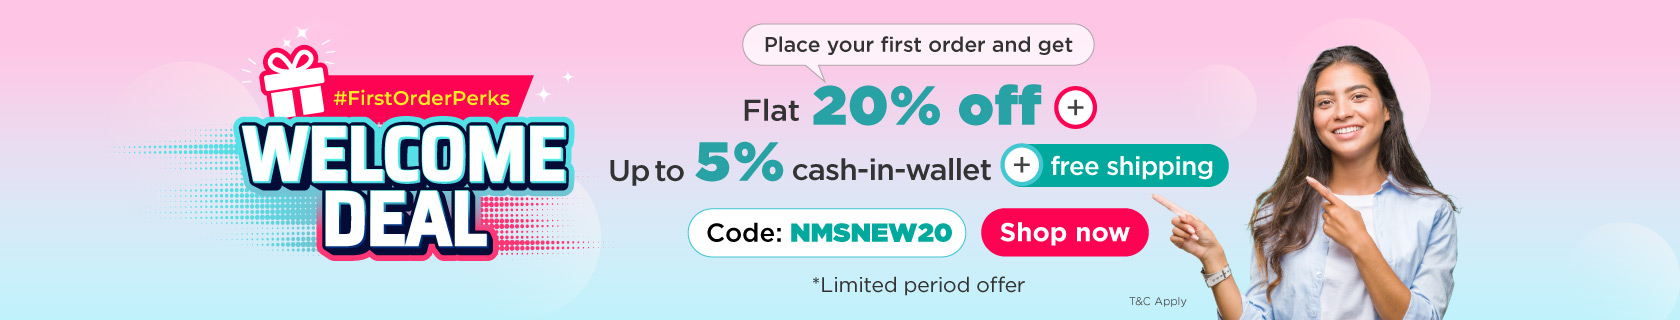 #FirstOrderPerks
WELCOME
DEAL
Place your first order and get
Flat 20% off +
Up to 5% cash-in-wallet + free shipping
Code: NMSNEW20
Shop now
*Limited period offer
T&C Apply